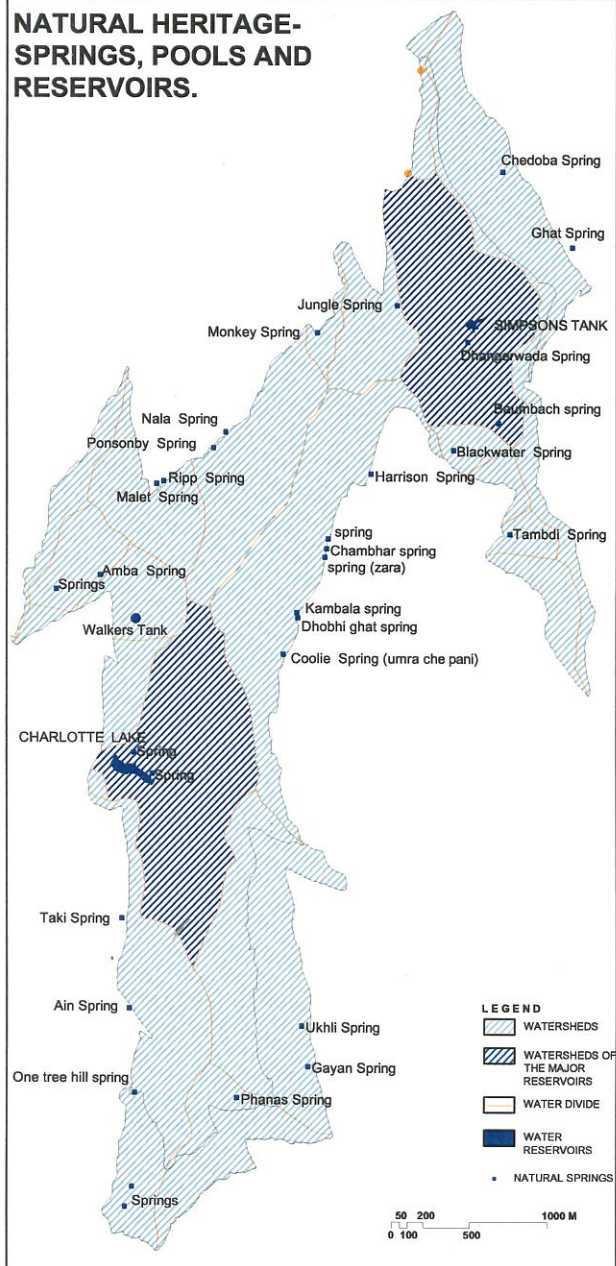 NATURAL HERITAGE-
SPRINGS, POOLS AND
RESERVOIRS.
Chedoba Spring
Ghat Spring
Jungle Spring
SIMPSONS TANK
Monkey Spring
Dhangerwada Spring
Baumbach spring
Nala Spring
Ponsonby Spring
Blackwater Spring
Ripp Spring
Harrison Spring
Malet Spring
spring
Tambdi Spring
Chambhar spring
spring (zara)
Amba Spring
Springs
Kambala spring
Walkers Tank
Dhobhi ghat spring
Coolie Spring (umra che pani)
CHARLOTTE LAKE
Spring
Spring
Taki Spring
Ain Spring
Ukhli Spring
Gayan Spring
One tree hill spring
Phanas Spring
Springs
LEGEND
WATERSHEDS
WATERSHEDS OF
THE MAJOR
RESERVOIRS
WATER DIVIDE
WATER
RESERVOIRS
NATURAL SPRINGS
50 200 1000 M
0 100 500